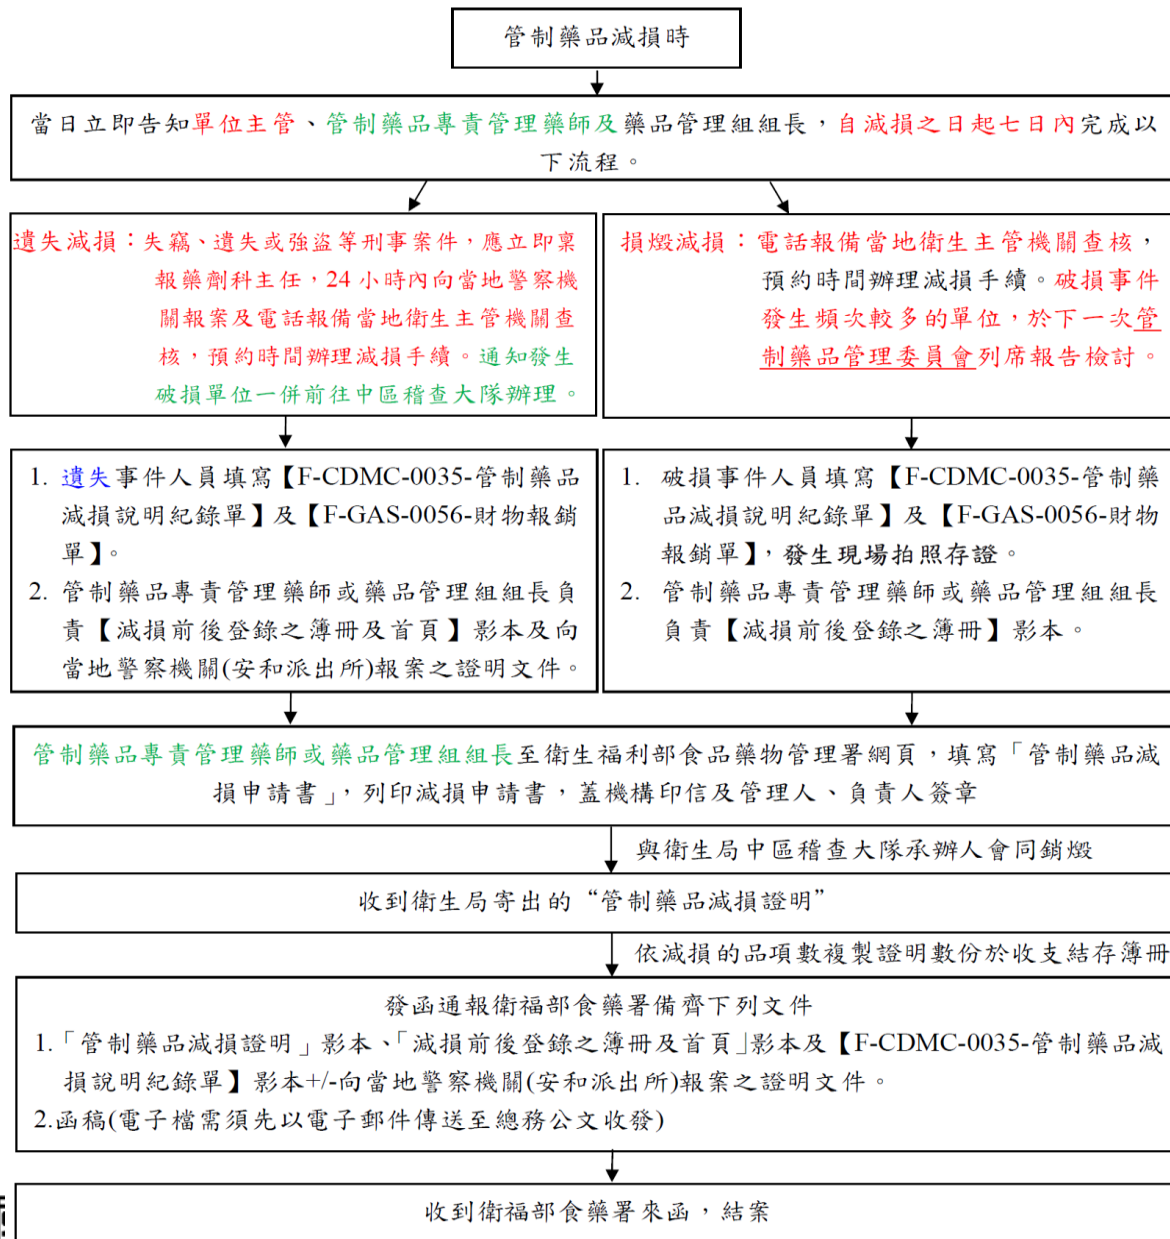 管制藥品減損時
當日立即告知單位主管、管制藥品專責管理藥師及藥品管理組組長，自減損之日起七日內完成以
下流程。
遺失減損：失竊、遺失或強盜等刑事案件，應立即稟
報藥劑科主任，24 小時內向當地警察機
關報案及電話報備當地衛生主管機關查
核，預約時間辦理減損手續。通知發生
破損單位一併前往中區稽查大隊辦理。
損燬減損：電話報備當地衛生主管機關查核，
預約時間辦理減損手續。破損事件
發生頻次較多的單位，於下一次管
制藥品管理委員會列席報告檢討。
1. 遺失事件人員填寫【F-CDMC-0035-管制藥品
減損說明紀錄單】及【F-GAS-0056-財物報銷
單】。
2. 管制藥品專責管理藥師或藥品管理組組長負
責【減損前後登錄之簿冊及首頁】影本及向
當地警察機關(安和派出所)報案之證明文件。
1. 破損事件人員填寫【F-CDMC-0035-管制藥
品減損說明紀錄單】及【F-GAS-0056-財物
報銷單】，發生現場拍照存證。
2. 管制藥品專責管理藥師或藥品管理組組長
負責【減損前後登錄之簿冊】影本。
管制藥品專責管理藥師或藥品管理組組長至衛生福利部食品藥物管理署網頁，填寫「管制藥品減
損申請書」，列印減損申請書，蓋機構印信及管理人、負責人簽章
與衛生局中區稽查大隊承辦人會同銷燬
收到衛生局寄出的“管制藥品減損證明”
依減損的品項數複製證明數份於收支結存簿冊
發函通報衛福部食藥署備齊下列文件
1.「管制藥品減損證明」影本、「減損前後登錄之簿冊及首頁」影本及【F-CDMC-0035-管制藥品減
損說明紀錄單】影本+/-向當地警察機關(安和派出所)報案之證明文件。
2.函稿(電子檔需須先以電子郵件傳送至總務公文收發)
收到衛福部食藥署來函，結案